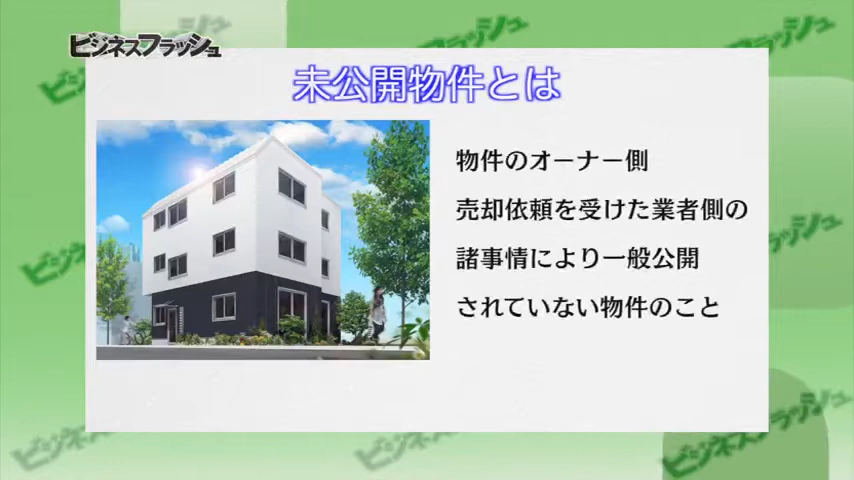 ビジネスフラッシュ
未公開物件とは
物件のオーナー側
売却依頼を受けた業者側の
諸事情により一般公開
されていない物件のこと